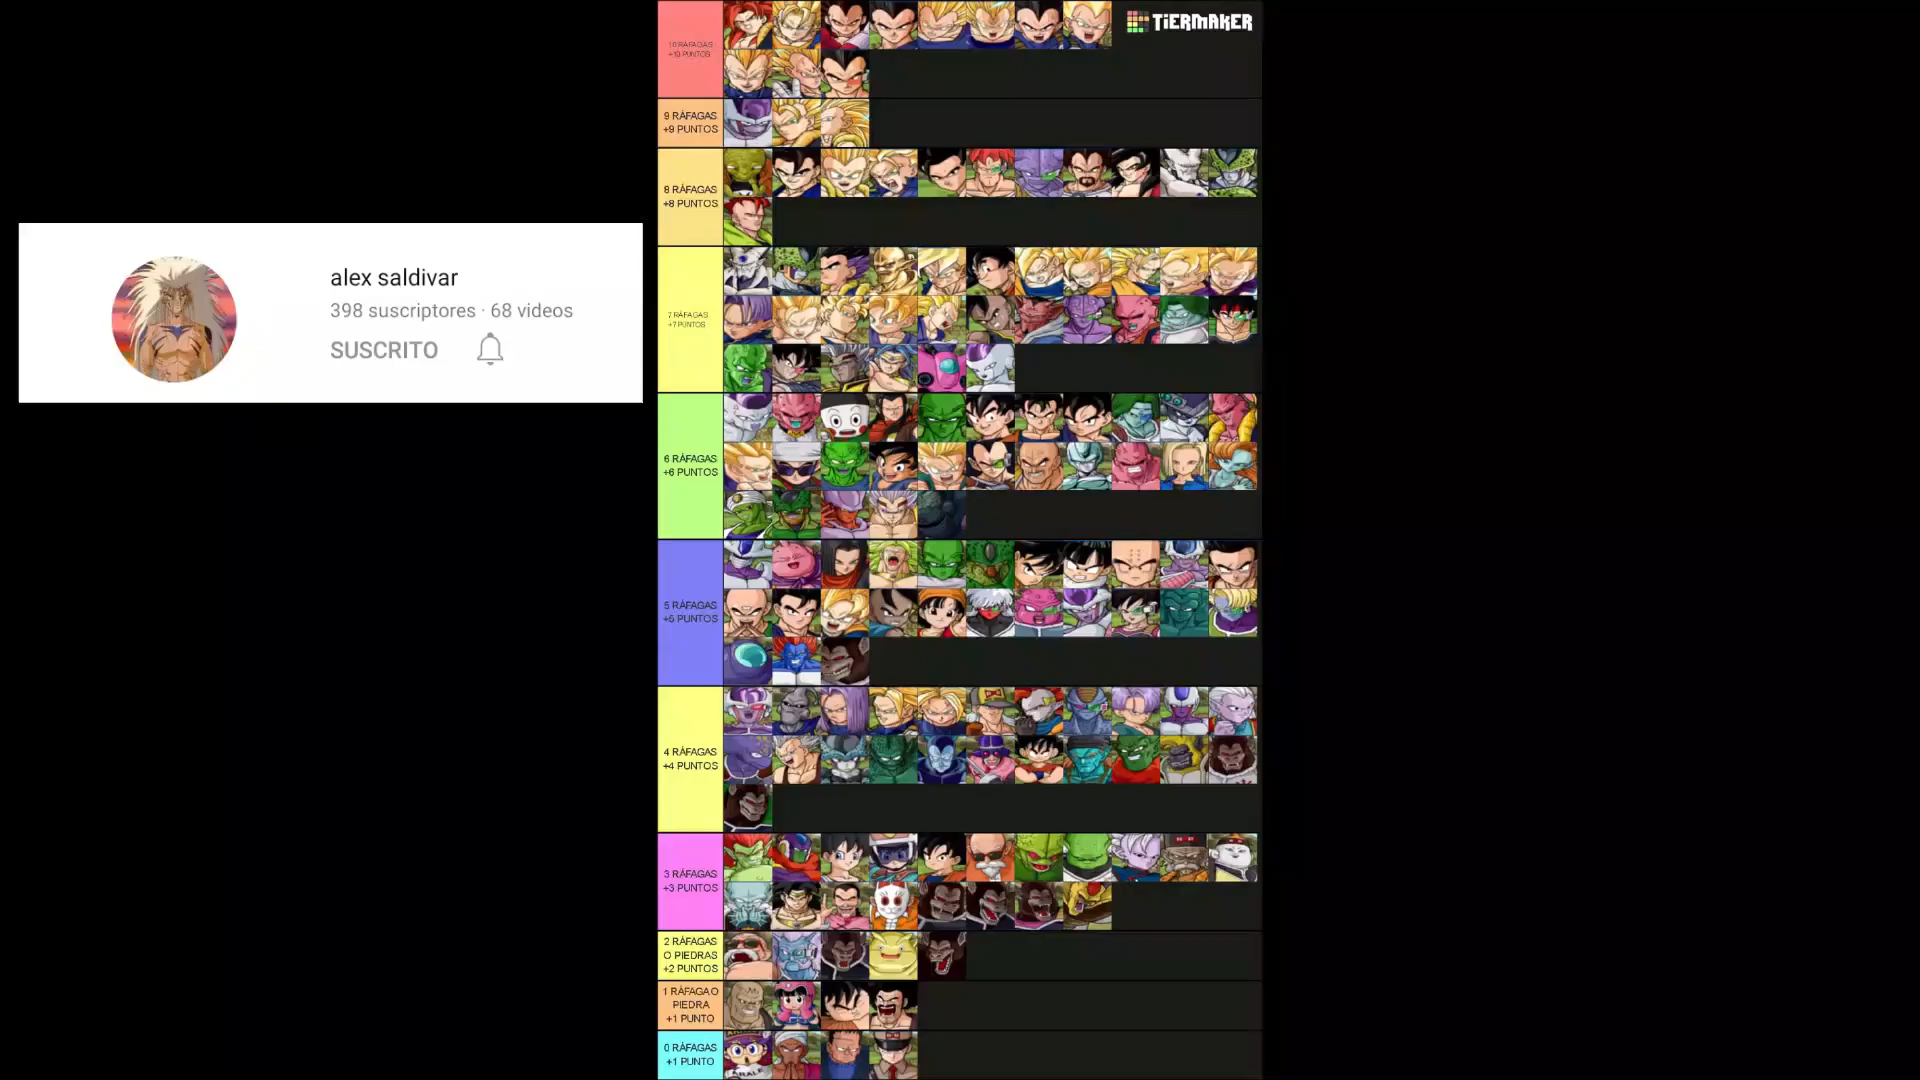 alex saldivar
398 suscriptores · 68 videos
SUSCRITO
TiERMAKER
10 RÁFAGAS
+10 PUNTOS
9 RÁFAGAS
+9 PUNTOS
8 RÁFAGAS
+8 PUNTOS
7 RÁFAGAS
+7 PUNTOS
6 RÁFAGAS
+6 PUNTOS
5 RÁFAGAS
+5 PUNTOS
4 RÁFAGAS
+4 PUNTOS
3 RÁFAGAS
+3 PUNTOS
2 RÁFAGAS
O PIEDRAS
+2 PUNTOS
1 RÁFAGA O
PIEDRA
+1 PUNTO
0 RÁFAGAS
+1 PUNTO